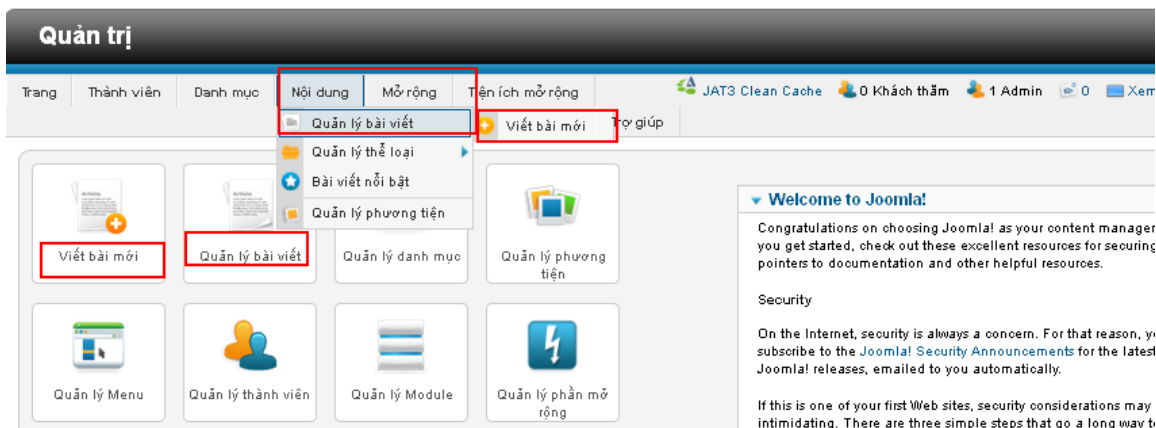 Quản trị
Trang Thành viên Danh mục Nội dung Mở rộng Tiện ích mở rộng JAT3 Clean Cache 0 Khách thăm 1 Admin 0 Xem
Quản lý bài viết Viết bài mới Trợ giúp
Quản lý thể loại
Bài viết nổi bật
Quản lý phương tiện
Viết bài mới Quản lý bài viết Quản lý danh mục Quản lý phương
tiện
Quản lý Menu Quản lý thành viên Quản lý Module Quản lý phần mở
rộng
Welcome to Joomla!
Congratulations on choosing Joomla! as your content manager
you get started, check out these excellent resources for securing
pointers to documentation and other helpful resources.
Security
On the Internet, security is always a concern. For that reason,
subscribe to the Joomla! Security Announcements for the latest
Joomla! releases, emailed to you automatically.
If this is one of your first Web sites, security considerations may
intimidating. There are three simple steps that go a long way